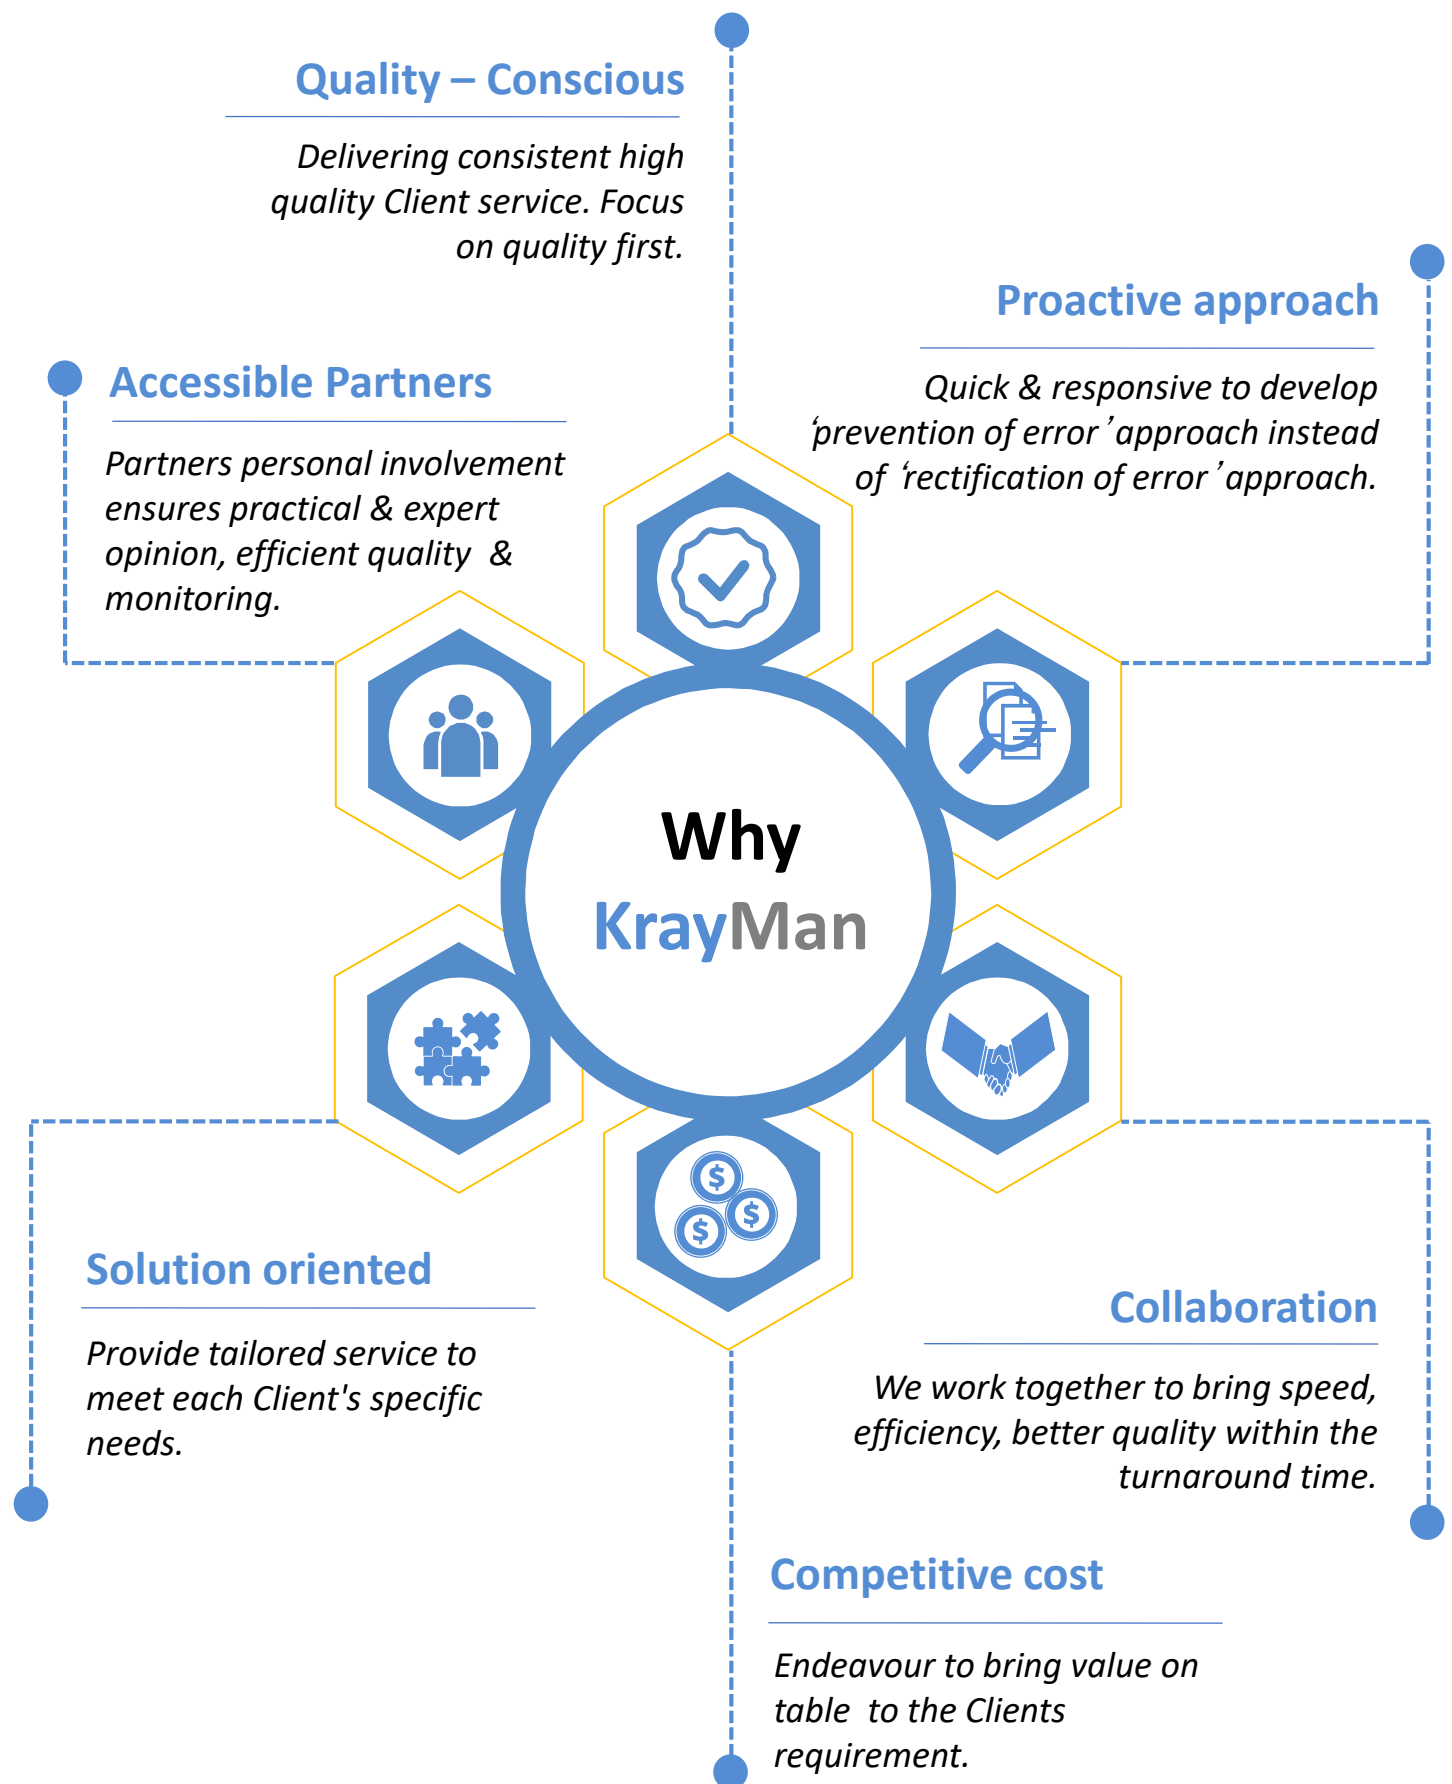 Quality – Conscious
Delivering consistent high
quality Client service. Focus
on quality first.
Proactive approach
Quick & responsive to develop
‘prevention of error’ approach instead
of ‘rectification of error’ approach.
Accessible Partners
Partners personal involvement
ensures practical & expert
opinion, efficient quality  &
monitoring.
Why
KrayMan
$
$
$
Solution oriented
Provide tailored service to
meet each Client's specific
needs.
Collaboration
We work together to bring speed,
efficiency, better quality within the
turnaround time.
Competitive cost
Endeavour to bring value on
table  to the Clients
requirement.